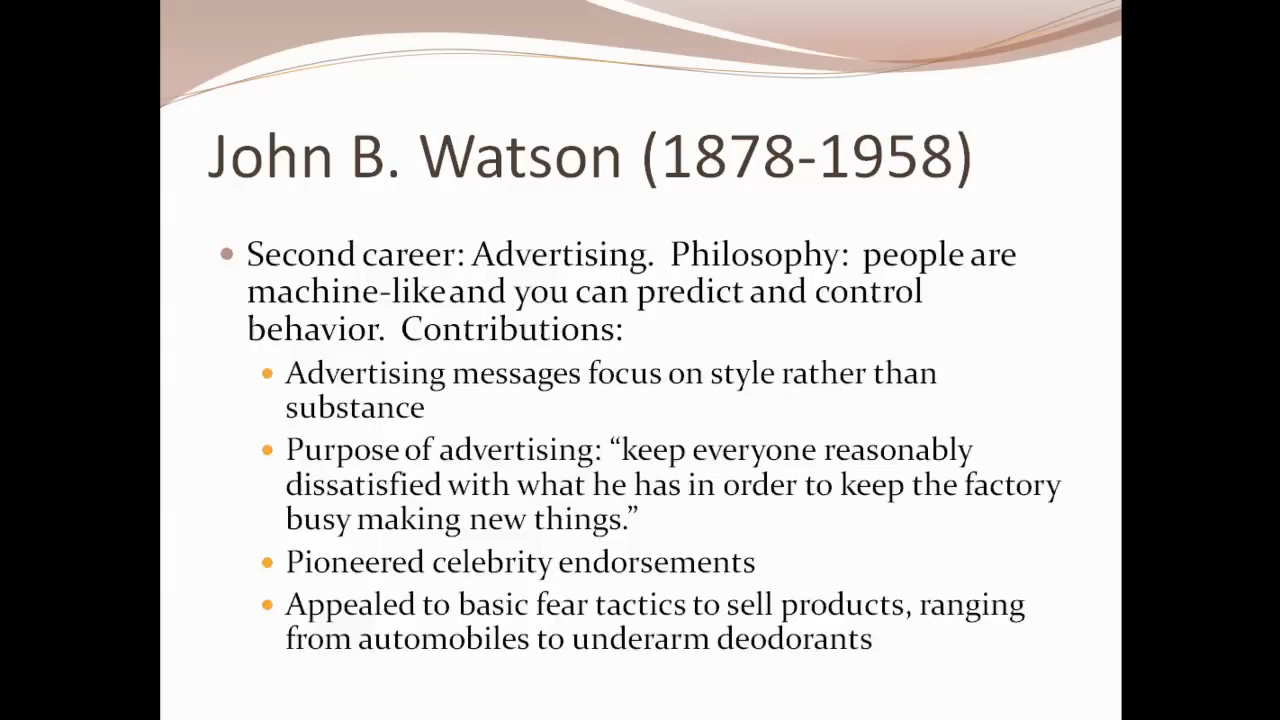 John B. Watson (1878-1958)
Second career: Advertising. Philosophy: people are
machine-like and you can predict and control
behavior. Contributions:
Advertising messages focus on style rather than
substance
Purpose of advertising: “keep everyone reasonably
dissatisfied with what he has in order to keep the factory
busy making new things.”
Pioneered celebrity endorsements
Appealed to basic fear tactics to sell products, ranging
from automobiles to underarm deodorants